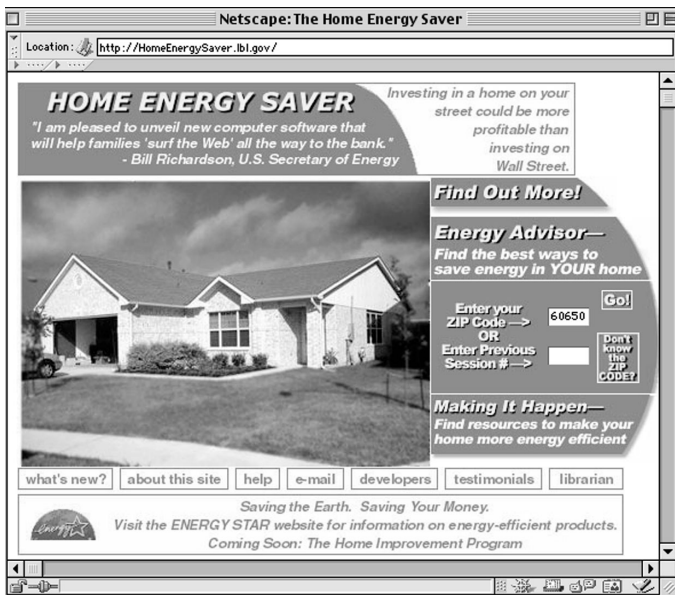 Netscape: The Home Energy Saver
Location: http://HomeEnergySaver.lbl.gov/
HOME ENERGY SAVER
"I am pleased to unveil new computer software that
will help families 'surf the Web' all the way to the bank."
- Bill Richardson, U.S. Secretary of Energy
Investing in a home on your
street could be more
profitable than
investing on
Wall Street.
Find Out More!
Energy Advisor—
Find the best ways to
save energy in YOUR home
Enter your
ZIP Code —>
60650
Go!
OR
Enter Previous
Session # —>
Don't
know
the
ZIP
CODE?
Making It Happen—
Find resources to make your
home more energy efficient
what's new?
about this site
help
e-mail
developers
testimonials
librarian
energy
Saving the Earth. Saving Your Money.
Visit the ENERGY STAR website for information on energy-efficient products.
Coming Soon: The Home Improvement Program